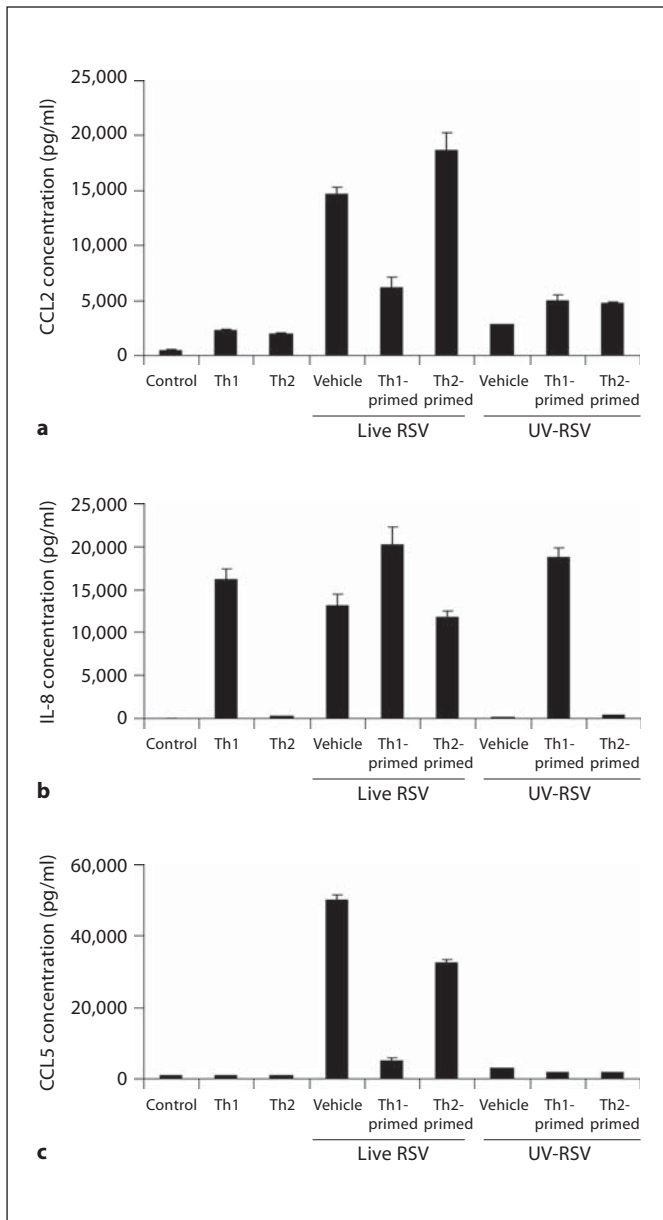 CCL2 concentration (pg/ml)
25,000
20,000
15,000
10,000
5,000
0
Control Th1 Th2 Vehicle Th1- Th2- Vehicle Th1- Th2-
primed primed primed primed
Live RSV UV-RSV
a
IL-8 concentration (pg/ml)
25,000
20,000
15,000
10,000
5,000
0
Control Th1 Th2 Vehicle Th1- Th2- Vehicle Th1- Th2-
primed primed primed primed
Live RSV UV-RSV
b
CCL5 concentration (pg/ml)
60,000
40,000
20,000
0
Control Th1 Th2 Vehicle Th1- Th2- Vehicle Th1- Th2-
primed primed primed primed
Live RSV UV-RSV
c